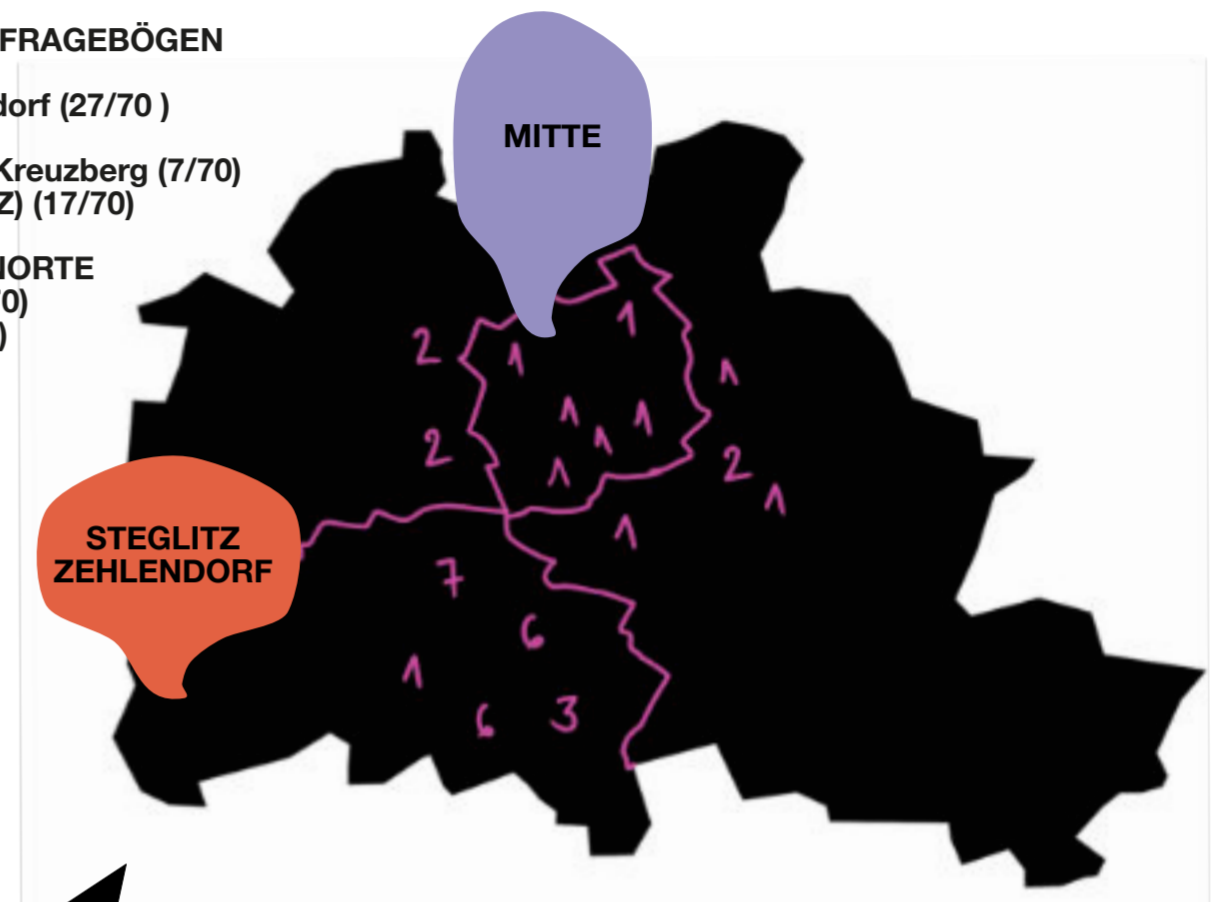 FRAGEBÖGEN
dorf (27/70 )
Kreuzberg (7/70)
Z) (17/70)
NORTE
70)
)
MITTE
1
2
1
1
1
1
1
2
1
2
1
1
STEGLITZ
ZEHLENDORF
7
6
1
6
3